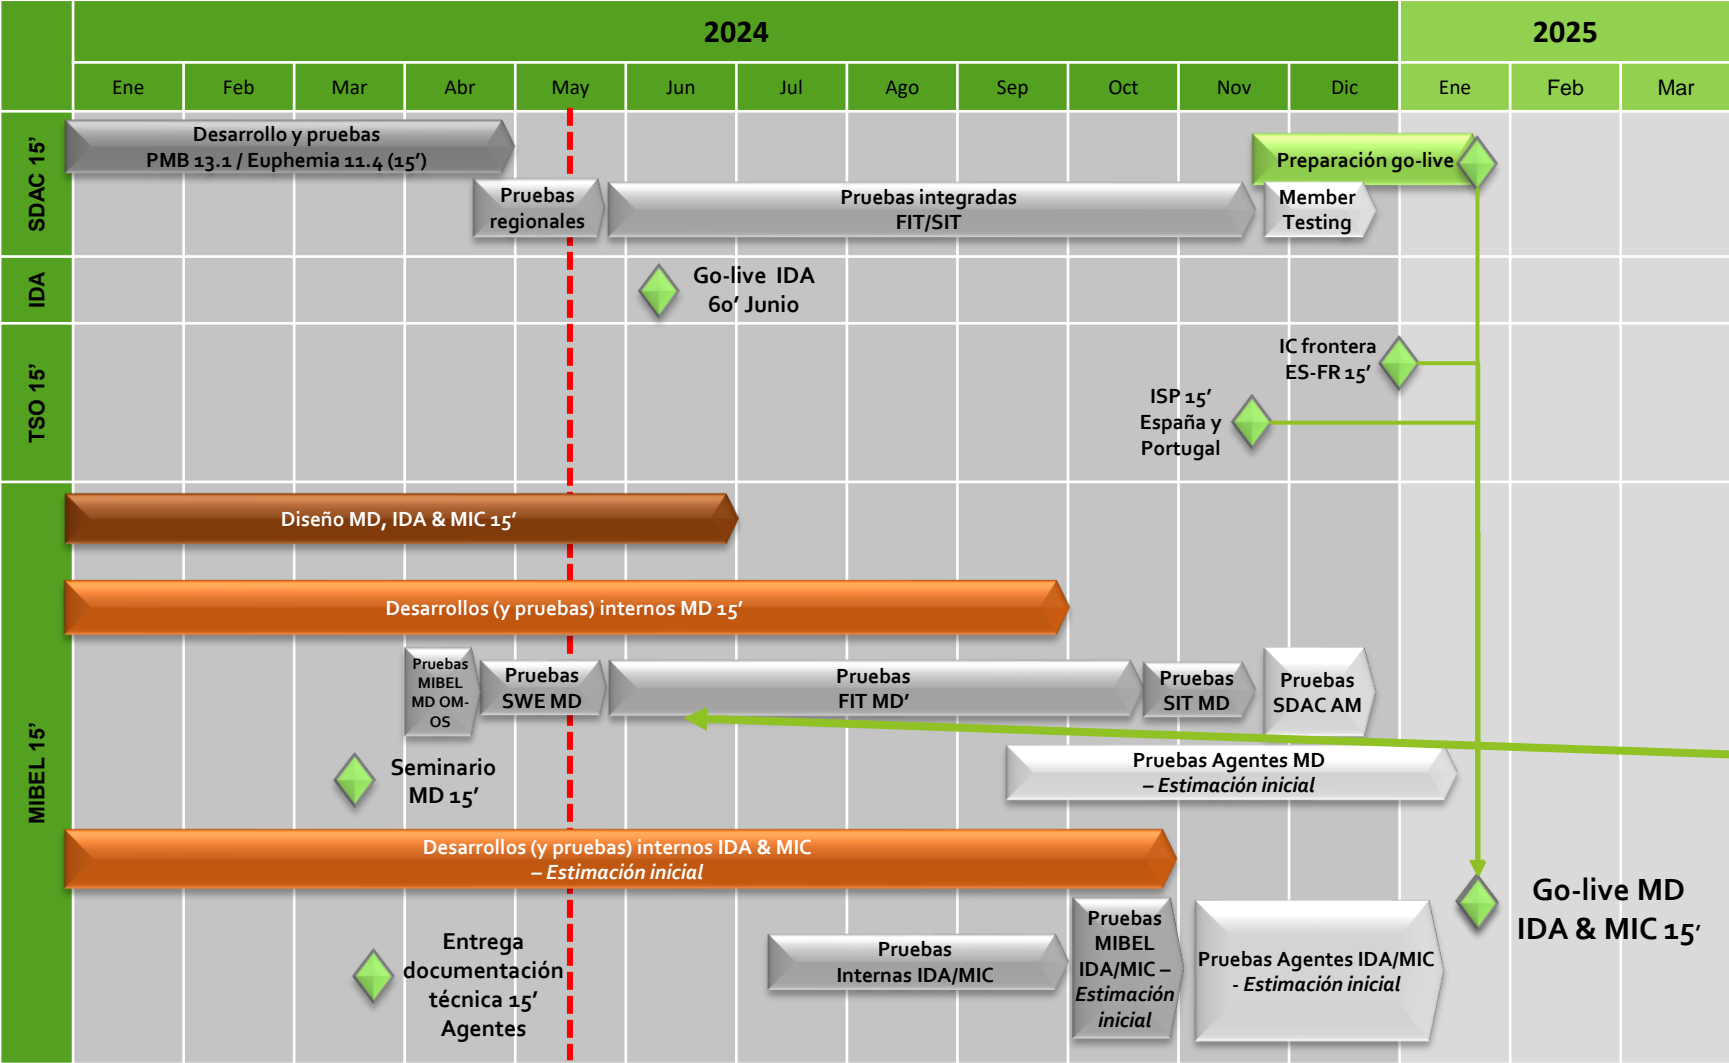 2024
2025
Ene
Feb
Mar
Abr
May
Jun
Jul
Ago
Sep
Oct
Nov
Dic
Ene
Feb
Mar
SDAC 15’
Desarrollo y pruebas
PMB 13.1 / Euphemia 11.4 (15’)
Preparación go-live
Pruebas
regionales
Pruebas integradas
FIT/SIT
Member
Testing
IDA
Go-live IDA
60’ Junio
TSO 15’
IC frontera
ES-FR 15’
ISP 15’
España y
Portugal
MIBEL 15’
Diseño MD, IDA & MIC 15’
Desarrollos (y pruebas) internos MD 15’
Pruebas
MIBEL
MD OM-
OS
Pruebas
SWE MD
Pruebas
FIT MD’
Pruebas
SIT MD
Pruebas
SDAC AM
Seminario
MD 15’
Pruebas Agentes MD
– Estimación inicial
Desarrollos (y pruebas) internos IDA & MIC
– Estimación inicial
Go-live MD
IDA & MIC 15’
Entrega
documentación
técnica 15’
Agentes
Pruebas
Internas IDA/MIC
Pruebas
MIBEL
IDA/MIC –
Estimación
inicial
Pruebas Agentes IDA/MIC
- Estimación inicial